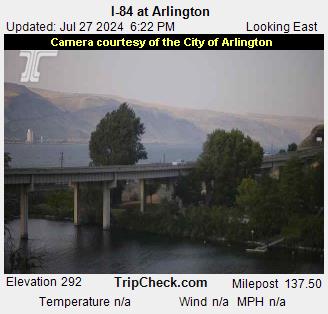 I-84 at Arlington
Updated: Jul 27 2024 6:22 PM Looking East
Camera courtesy of the City of Arlington
Elevation 292 TripCheck.com Milepost 137.50
Temperature n/a Wind n/a MPH n/a